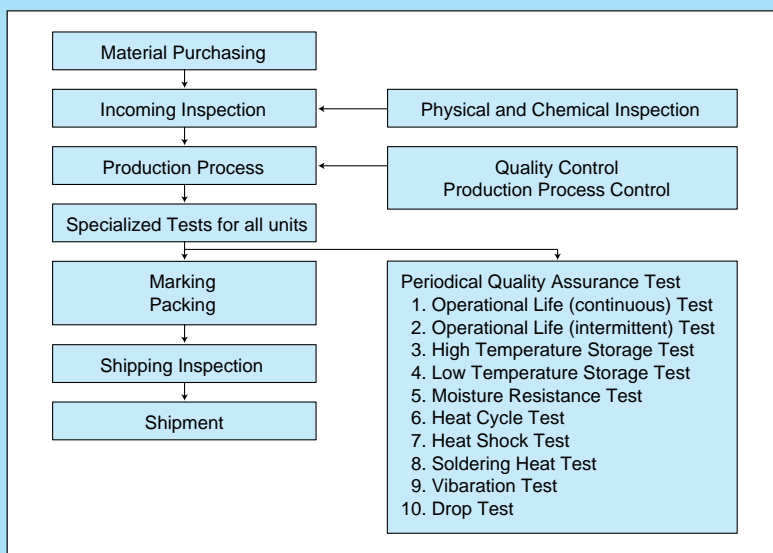 Material Purchasing
Incoming Inspection
Physical and Chemical Inspection
Production Process
Quality Control
Production Process Control
Specialized Tests for all units
Marking
Packing
Shipping Inspection
Shipment
Periodical Quality Assurance Test
1. Operational Life (continuous) Test
2. Operational Life (intermittent) Test
3. High Temperature Storage Test
4. Low Temperature Storage Test
5. Moisture Resistance Test
6. Heat Cycle Test
7. Heat Shock Test
8. Soldering Heat Test
9. Vibaration Test
10. Drop Test